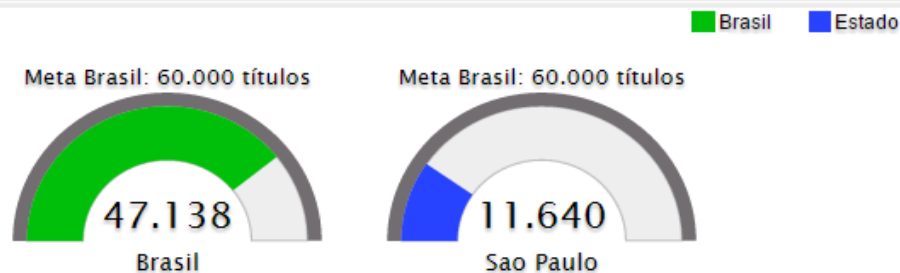 Brasil Estado
Meta Brasil: 60.000 títulos
47.138
Brasil
Meta Brasil: 60.000 títulos
11.640
Sao Paulo